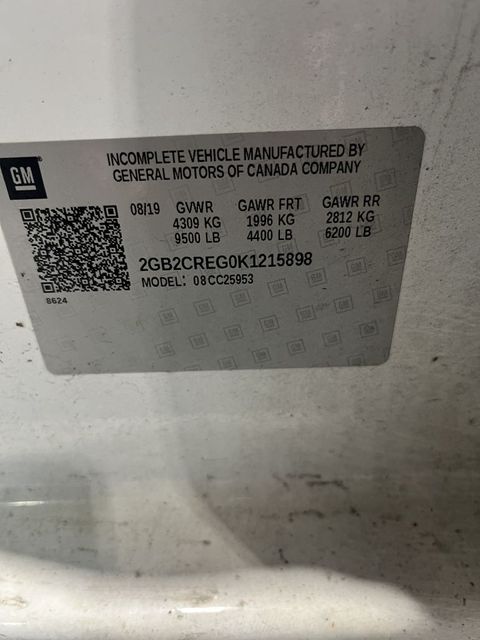 GM
INCOMPLETE VEHICLE MANUFACTURED BY
GENERAL MOTORS OF CANADA COMPANY
08/19 GVWR GAWR FRT GAWR RR
4309 KG 1996 KG 2812 KG
9500 LB 4400 LB 6200 LB
2GB2CREG0K1215898
MODEL: 08CC25953
8624